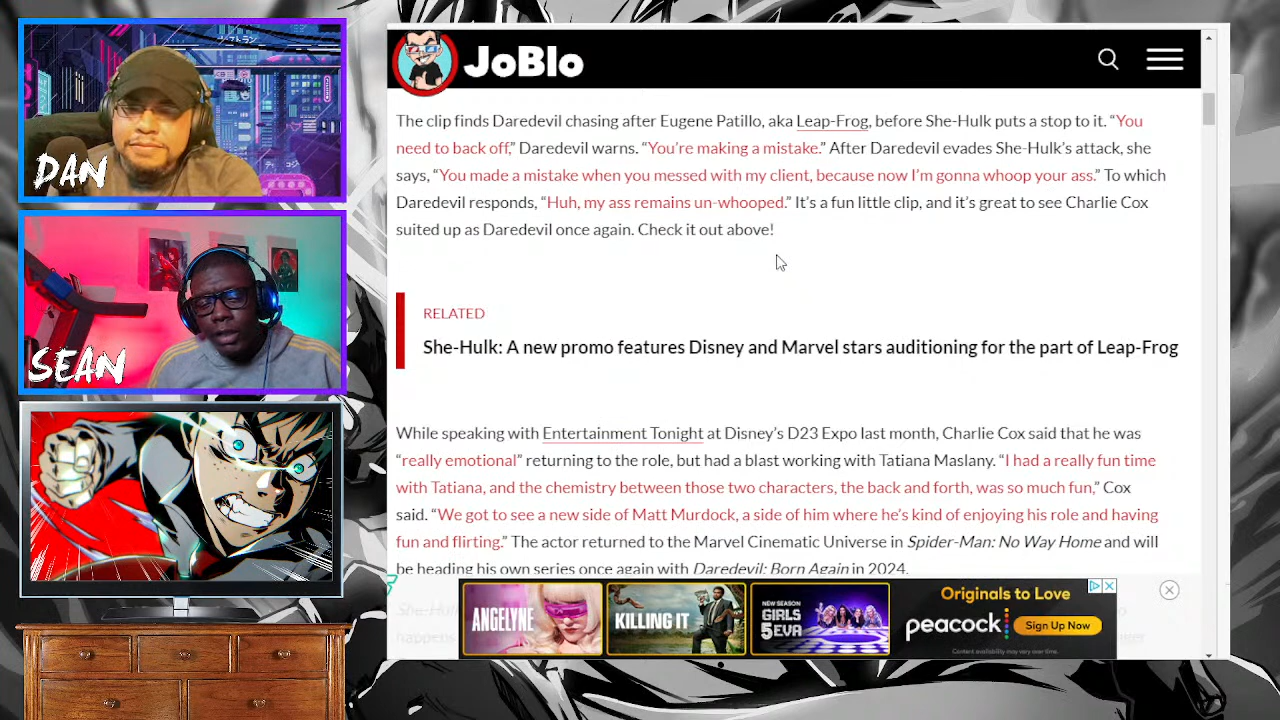 DAN
SEAN
JoBlo
The clip finds Daredevil chasing after Eugene Patillo, aka Leap-Frog, before She-Hulk puts a stop to it. “You
need to back off,” Daredevil warns. “You’re making a mistake.” After Daredevil evades She-Hulk’s attack, she
says, “You made a mistake when you messed with my client, because now I’m gonna whoop your ass.” To which
Daredevil responds, “Huh, my ass remains un-whooped.” It’s a fun little clip, and it’s great to see Charlie Cox
suited up as Daredevil once again. Check it out above!
RELATED
She-Hulk: A new promo features Disney and Marvel stars auditioning for the part of Leap-Frog
While speaking with Entertainment Tonight at Disney’s D23 Expo last month, Charlie Cox said that he was
“really emotional” returning to the role, but had a blast working with Tatiana Maslany. “I had a really fun time
with Tatiana, and the chemistry between those two characters, the back and forth, was so much fun,” Cox
said. “We got to see a new side of Matt Murdock, a side of him where he’s kind of enjoying his role and having
fun and flirting.” The actor returned to the Marvel Cinematic Universe in Spider-Man: No Way Home and will
be heading his own series once again with Daredevil: Born Again in 2024.
ANGELYNE
KILLING IT
NEW SEASON
GIRLS
5EVA
Originals to Love
peacock
Sign Up Now
Content availability may vary over time.